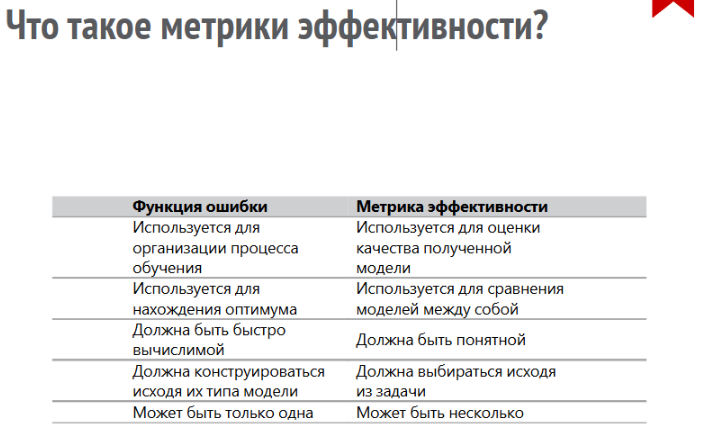 Что такое метрики эффективности?
Функция ошибки Метрика эффективности
Используется для Используется для оценки
организации процесса качества полученной
обучения модели
Используется для Используется для сравнения
нахождения оптимума моделей между собой
Должна быть быстро
вычислимой
Должна быть понятной
Должна конструироваться Должна выбираться исходя
исходя их типа модели из задачи
Может быть только одна Может быть несколько